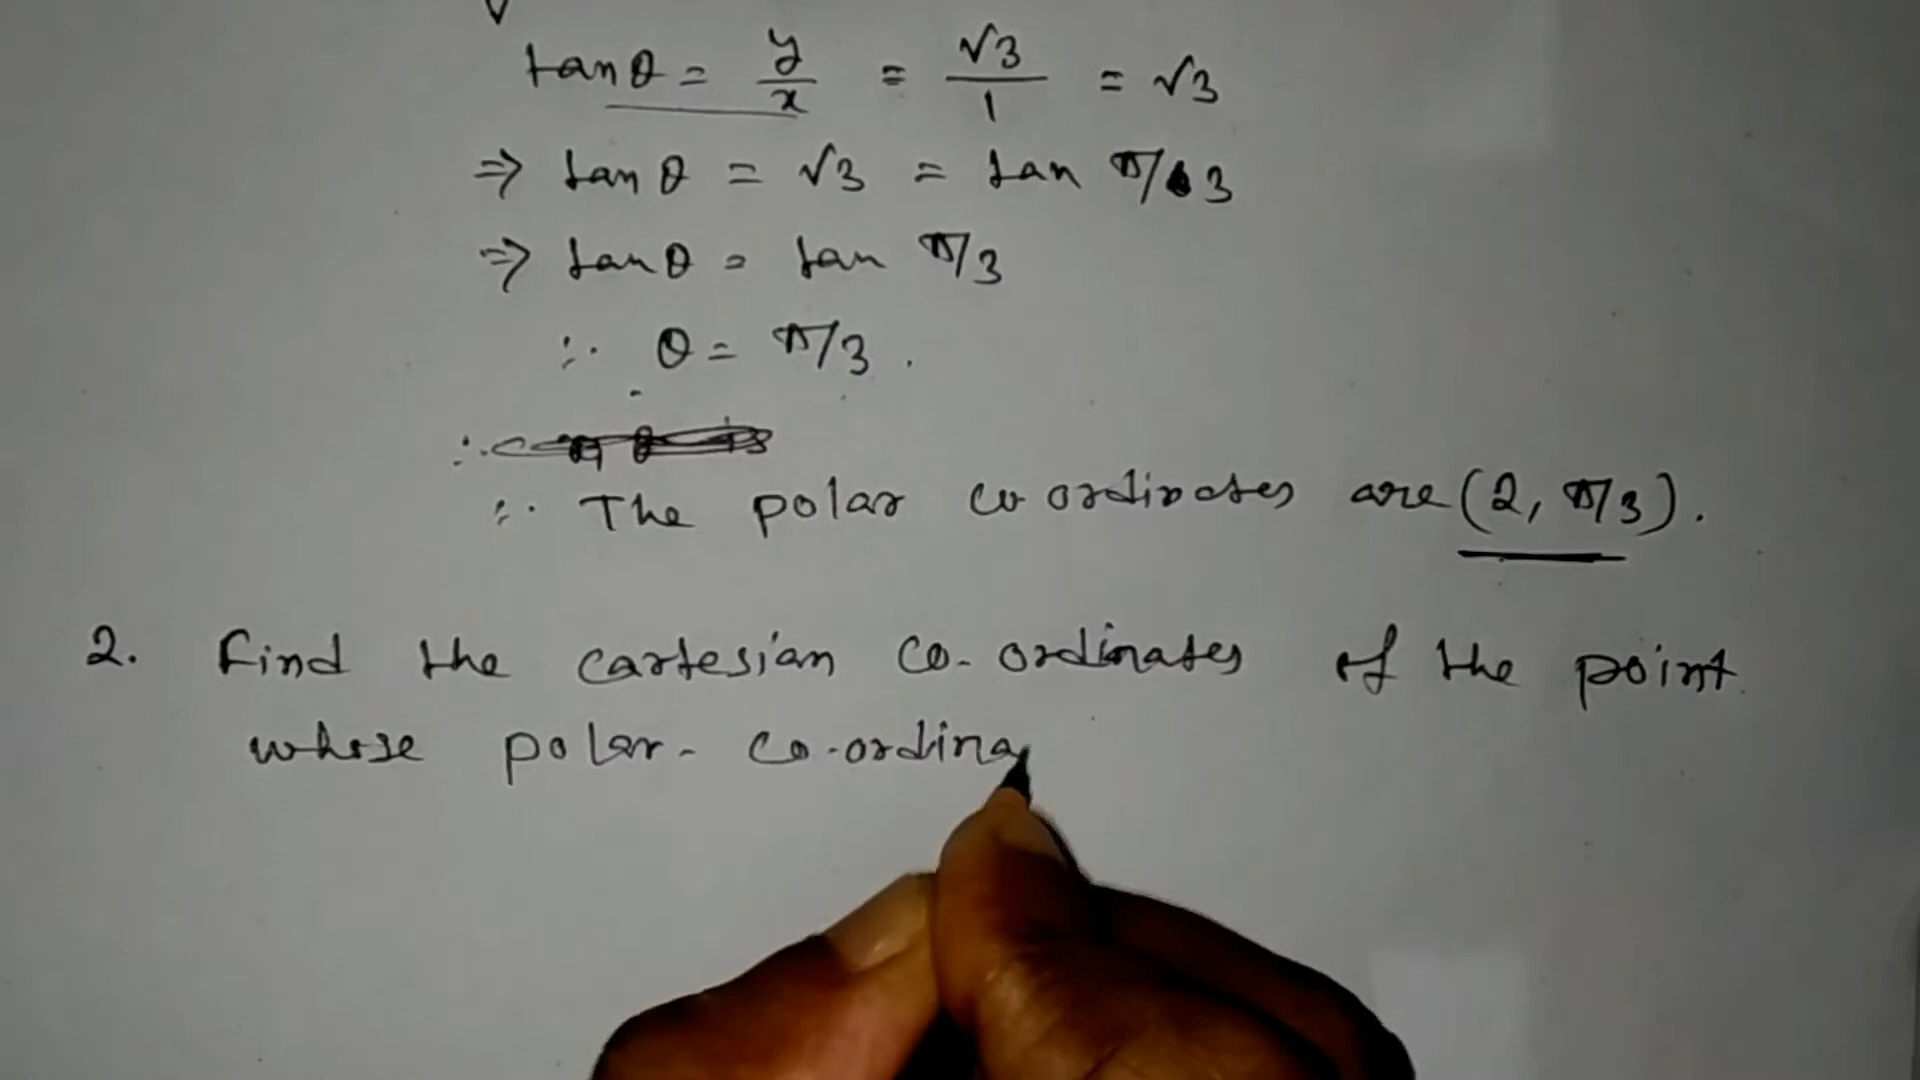 tanθ = y/x = √3/1 = √3
⇒ tanθ = √3 = tan π/3
⇒ tanθ = tan π/3
∴ θ = π/3.
∴
∴ The polar co ordinates are (2, π/3).
2. Find the cartesian co-ordinates of the point
whose polar- co-ordina